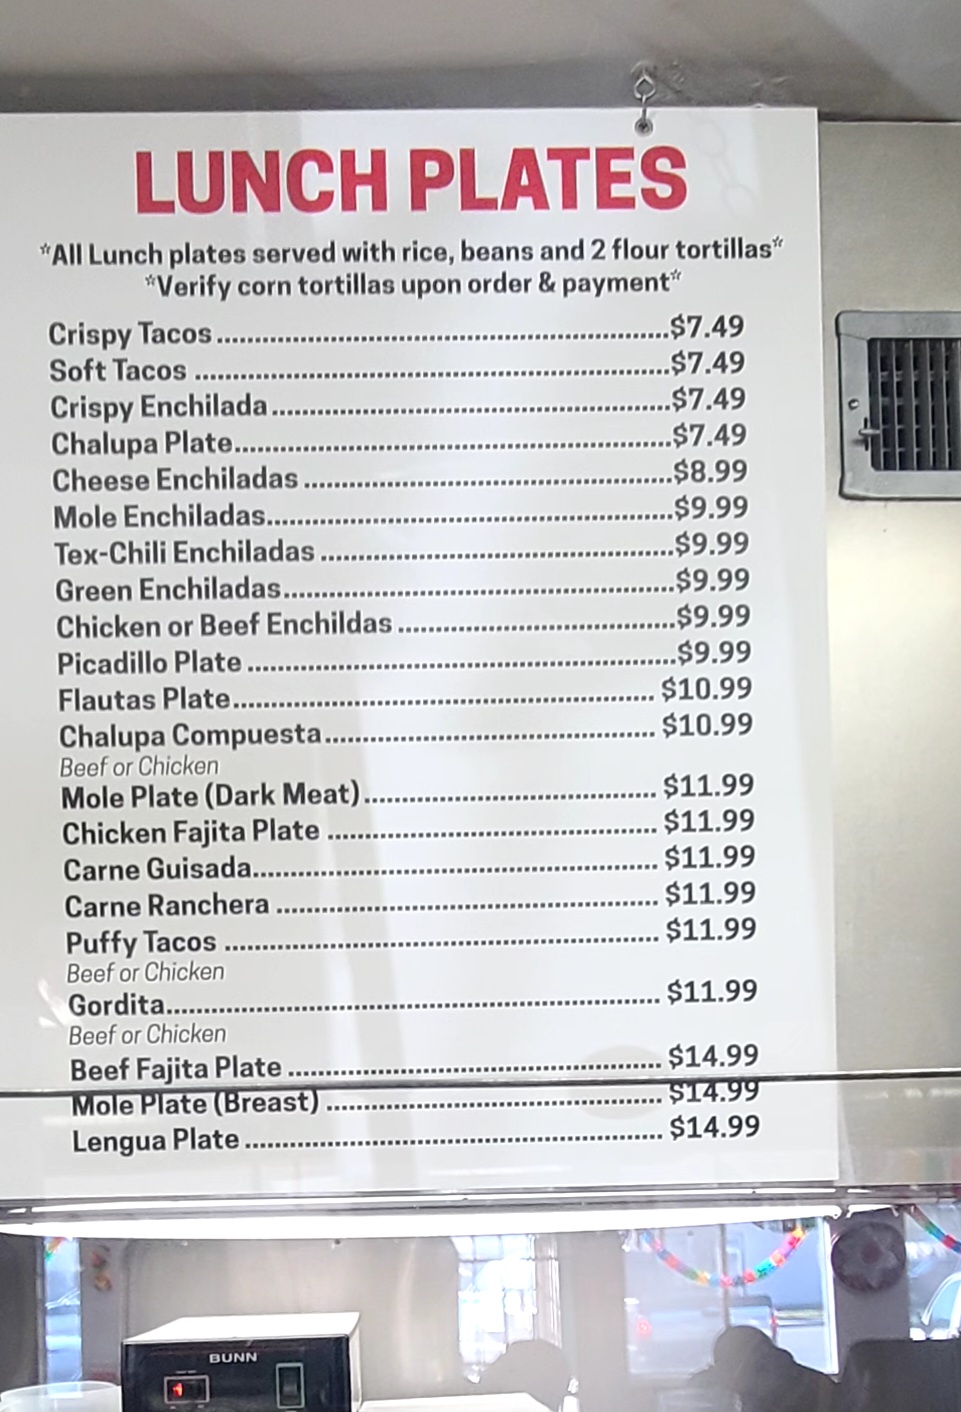 LUNCH PLATES
*All Lunch plates served with rice, beans and 2 flour tortillas*
*Verify corn tortillas upon order & payment*
Crispy Tacos $7.49
Soft Tacos $7.49
Crispy Enchilada $7.49
Chalupa Plate $7.49
Cheese Enchiladas $8.99
Mole Enchiladas $9.99
Tex-Chili Enchiladas $9.99
Green Enchiladas $9.99
Chicken or Beef Enchildas $9.99
Picadillo Plate $9.99
Flautas Plate $10.99
Chalupa Compuesta $10.99
Beef or Chicken
Mole Plate (Dark Meat) $11.99
Chicken Fajita Plate $11.99
Carne Guisada $11.99
Carne Ranchera $11.99
Puffy Tacos $11.99
Beef or Chicken
Gordita $11.99
Beef or Chicken
Beef Fajita Plate $14.99
Mole Plate (Breast) $14.99
Lengua Plate $14.99
BUNN